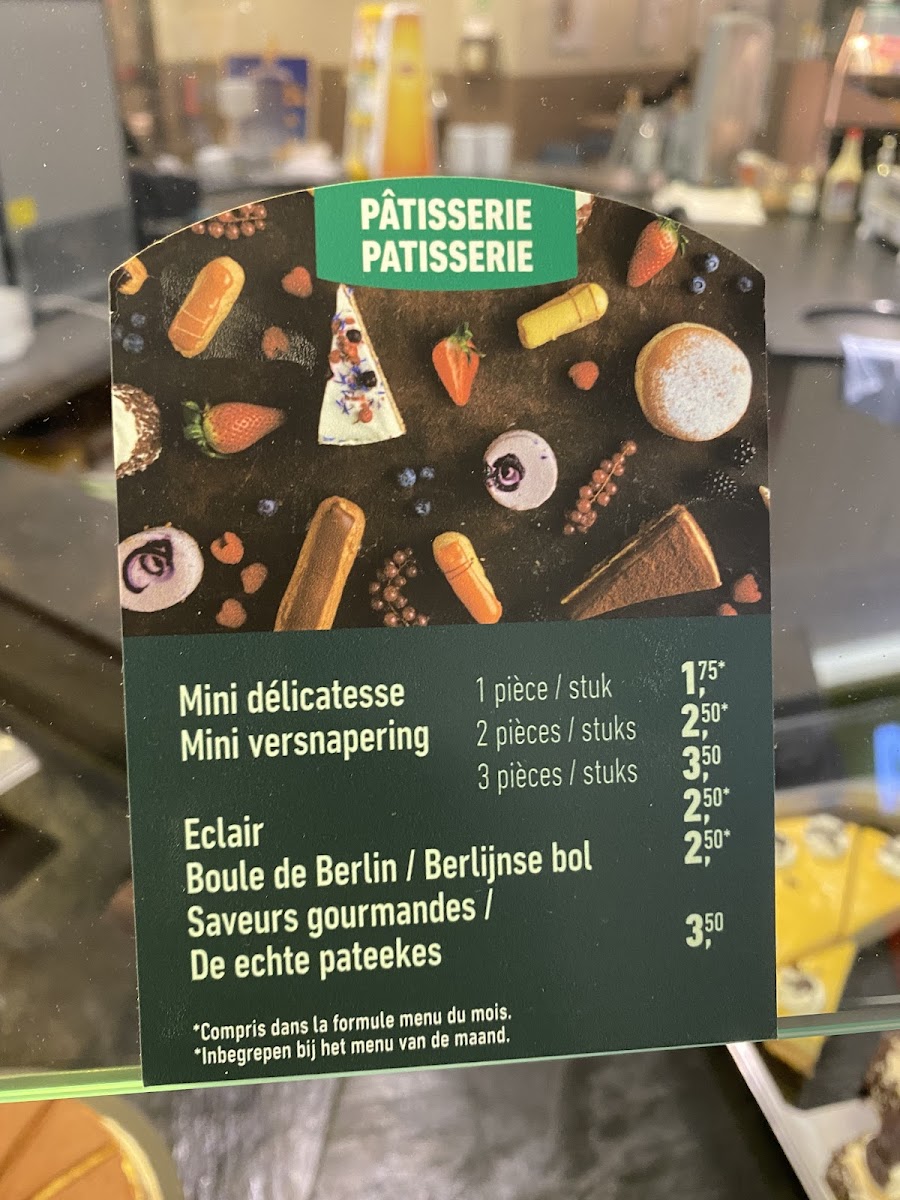 PÂTISSERIE
PATISSERIE
Mini délicatesse
Mini versnapering
1 pièce / stuk 1,75*
2 pièces / stuks 2,50*
3 pièces / stuks 3,50
Eclair 2,50*
Boule de Berlin / Berlijnse bol 2,50*
Saveurs gourmandes /
De echte pateekes 3,50
*Compris dans la formule menu du mois.
*Inbegrepen bij het menu van de maand.